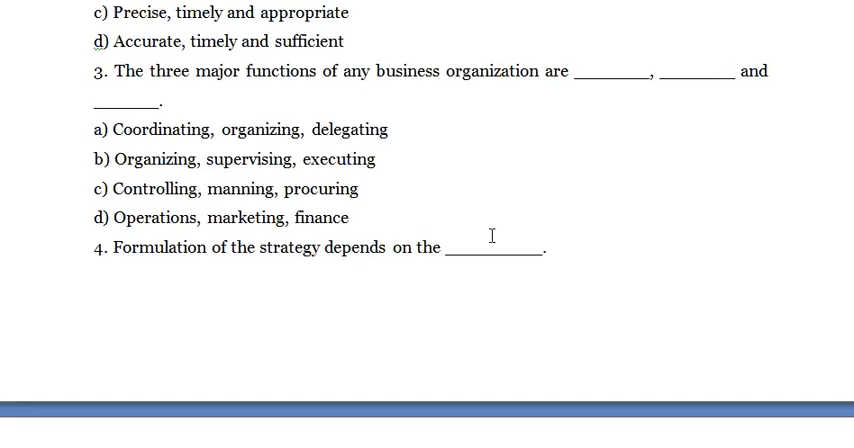 c) Precise, timely and appropriate
d) Accurate, timely and sufficient
3. The three major functions of any business organization are _________, _________ and
________.
a) Coordinating, organizing, delegating
b) Organizing, supervising, executing
c) Controlling, manning, procuring
d) Operations, marketing, finance
4. Formulation of the strategy depends on the ____________.